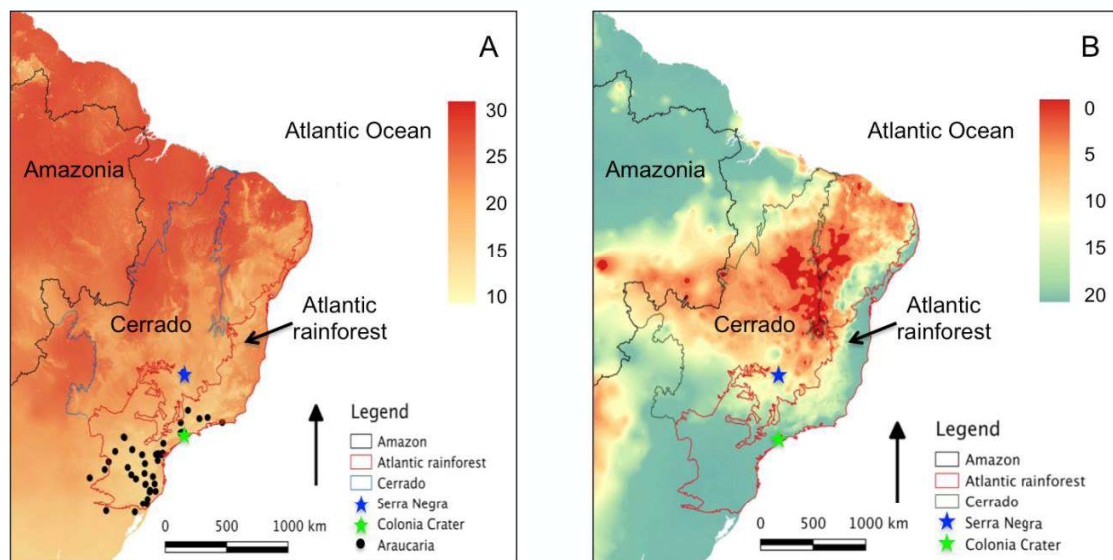 A
30
25
20
15
10
Atlantic Ocean
Amazonia
Cerrado
Atlantic
rainforest
Legend
Amazon
Atlantic rainforest
Cerrado
Serra Negra
Colonia Crater
Araucaria
0 500 1000 km
B
0
5
10
15
20
Atlantic Ocean
Amazonia
Cerrado
Atlantic
rainforest
Legend
Amazon
Atlantic rainforest
Cerrado
Serra Negra
Colonia Crater
0 500 1000 km